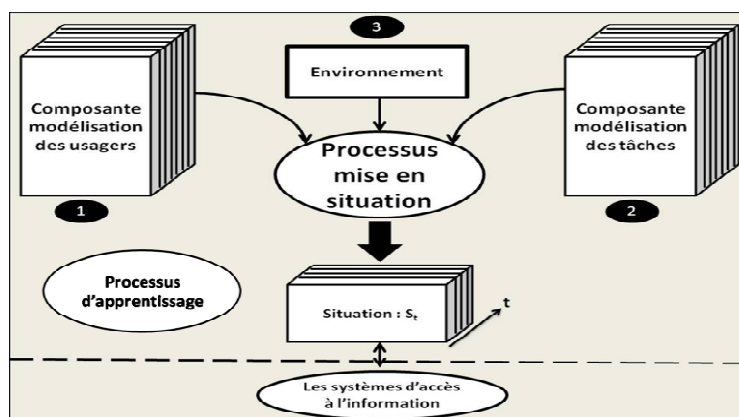 3
Environnement
Composante
modélisation
des usagers
1
Composante
modélisation
des tâches
2
Processus
mise en
situation
Processus
d'apprentissage
Situation : St
t
Les systèmes d'accès
à l'information